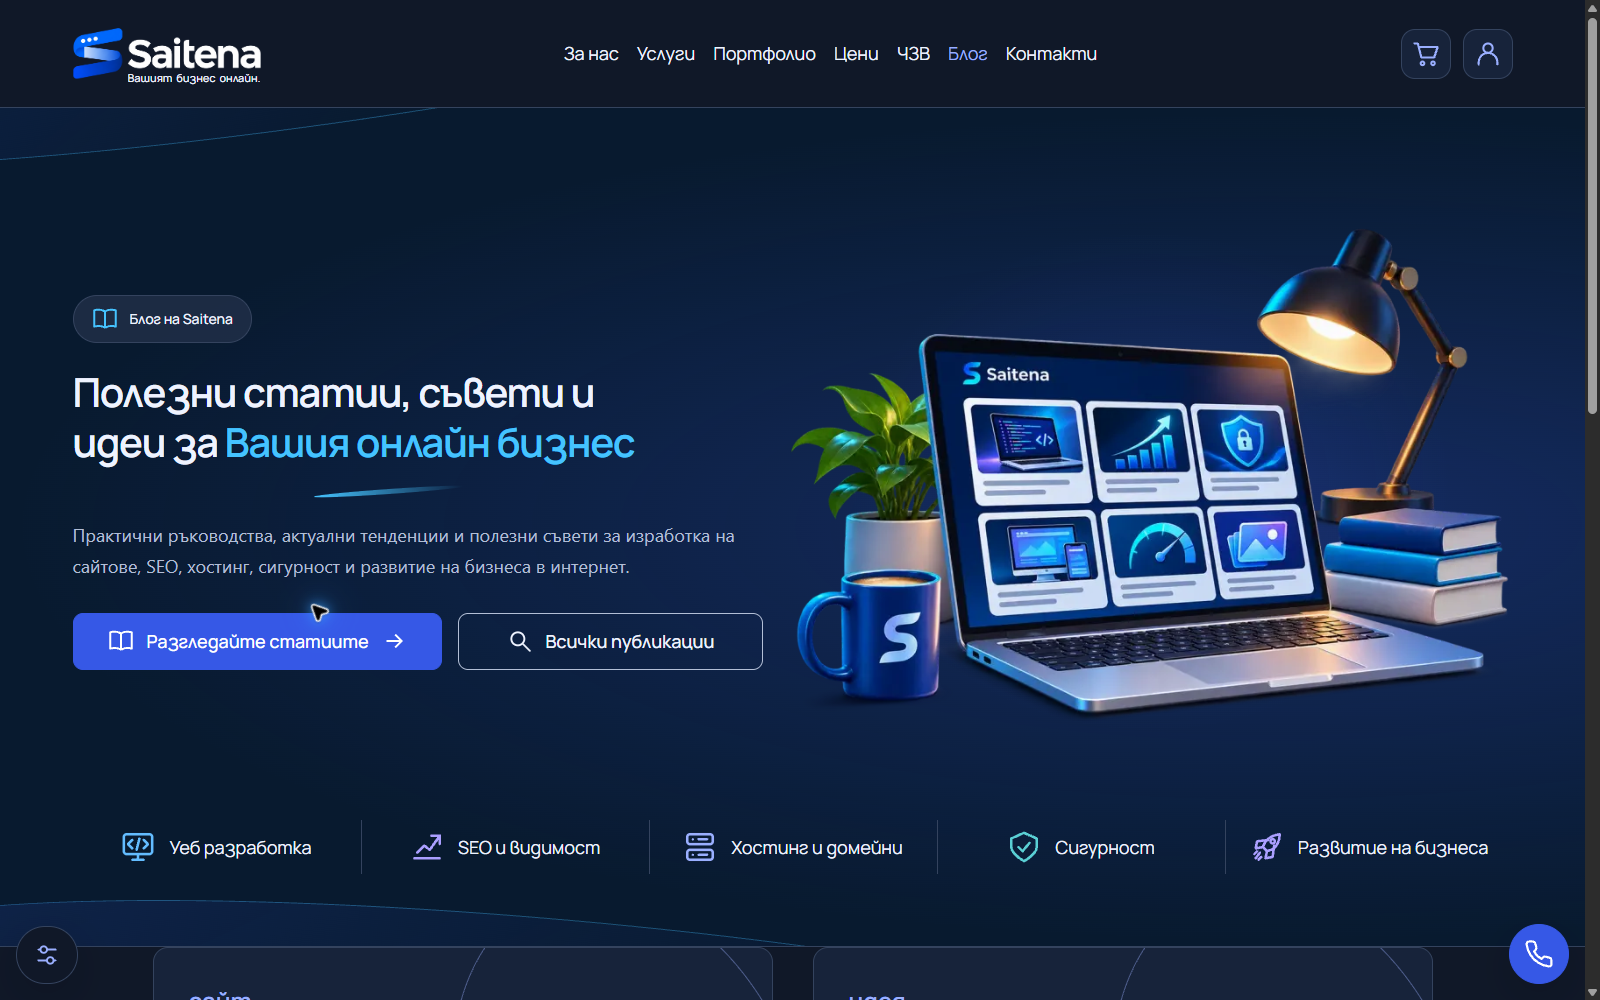 Saitena
Вашият бизнес онлайн.
За нас
Услуги
Портфолио
Цени
ЧЗВ
Блог
Контакти
Блог на Saitena
Полезни статии, съвети и
идеи за Вашия онлайн бизнес
Практични ръководства, актуални тенденции и полезни съвети за изработка на
сайтове, SEO, хостинг, сигурност и развитие на бизнеса в интернет.
Разгледайте статиите
Всички публикации
Saitena
Уеб разработка
SEO и видимост
Хостинг и домейни
Сигурност
Развитие на бизнеса